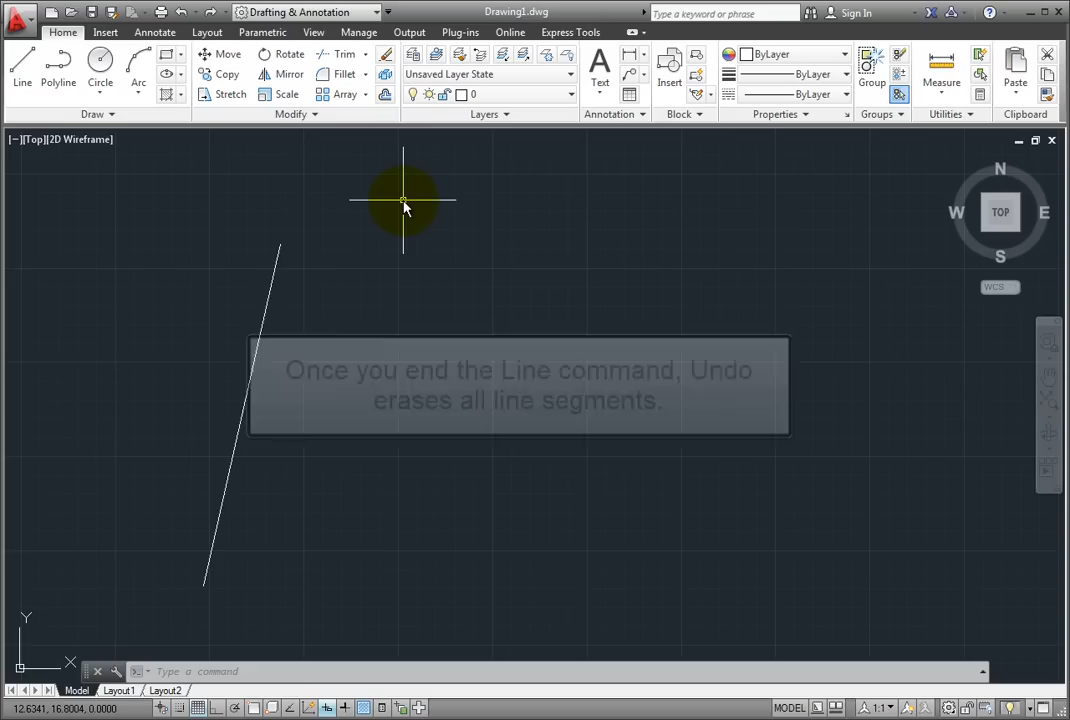 Drafting & Annotation
Drawing1.dwg
Type a keyword or phrase
Sign In
Home Insert Annotate Layout Parametric View Manage Output Plug-ins Online Express Tools
Line
Polyline
Circle
Arc
Draw
Move
Rotate
Trim
Copy
Mirror
Fillet
Stretch
Scale
Array
Modify
Unsaved Layer State
0
Layers
Text
Annotation
Insert
Block
ByLayer
ByLayer
ByLayer
Properties
Group
Groups
Measure
Utilities
Paste
Clipboard
[−][Top][2D Wireframe]
N
W TOP E
S
WCS
Once you end the Line command, Undo
erases all line segments.
Y
X
Type a command
Model Layout1 Layout2
12.6341, 16.8004, 0.0000
MODEL
1:1